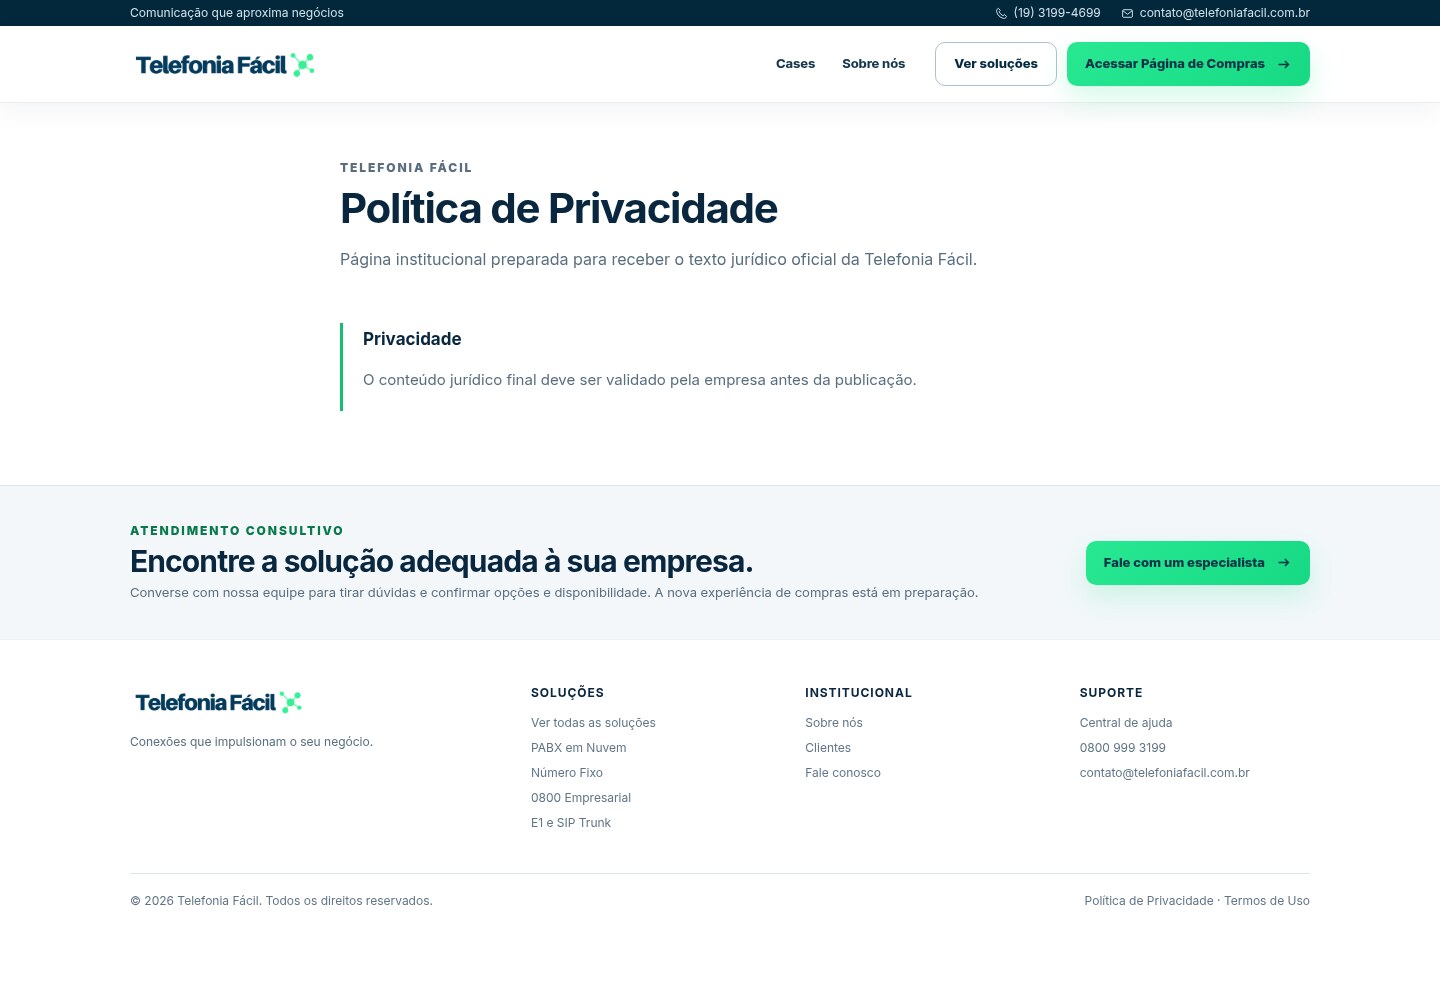 Comunicação que aproxima negócios
(19) 3199-4699
contato@telefoniafacil.com.br
Telefonia Fácil
Cases
Sobre nós
Ver soluções
Acessar Página de Compras
TELEFONIA FÁCIL
Política de Privacidade
Página institucional preparada para receber o texto jurídico oficial da Telefonia Fácil.
Privacidade
O conteúdo jurídico final deve ser validado pela empresa antes da publicação.
ATENDIMENTO CONSULTIVO
Encontre a solução adequada à sua empresa.
Converse com nossa equipe para tirar dúvidas e confirmar opções e disponibilidade. A nova experiência de compras está em preparação.
Fale com um especialista
Telefonia Fácil
Conexões que impulsionam o seu negócio.
SOLUÇÕES
Ver todas as soluções
PABX em Nuvem
Número Fixo
0800 Empresarial
E1 e SIP Trunk
INSTITUCIONAL
Sobre nós
Clientes
Fale conosco
SUPORTE
Central de ajuda
0800 999 3199
contato@telefoniafacil.com.br
© 2026 Telefonia Fácil. Todos os direitos reservados.
Política de Privacidade · Termos de Uso